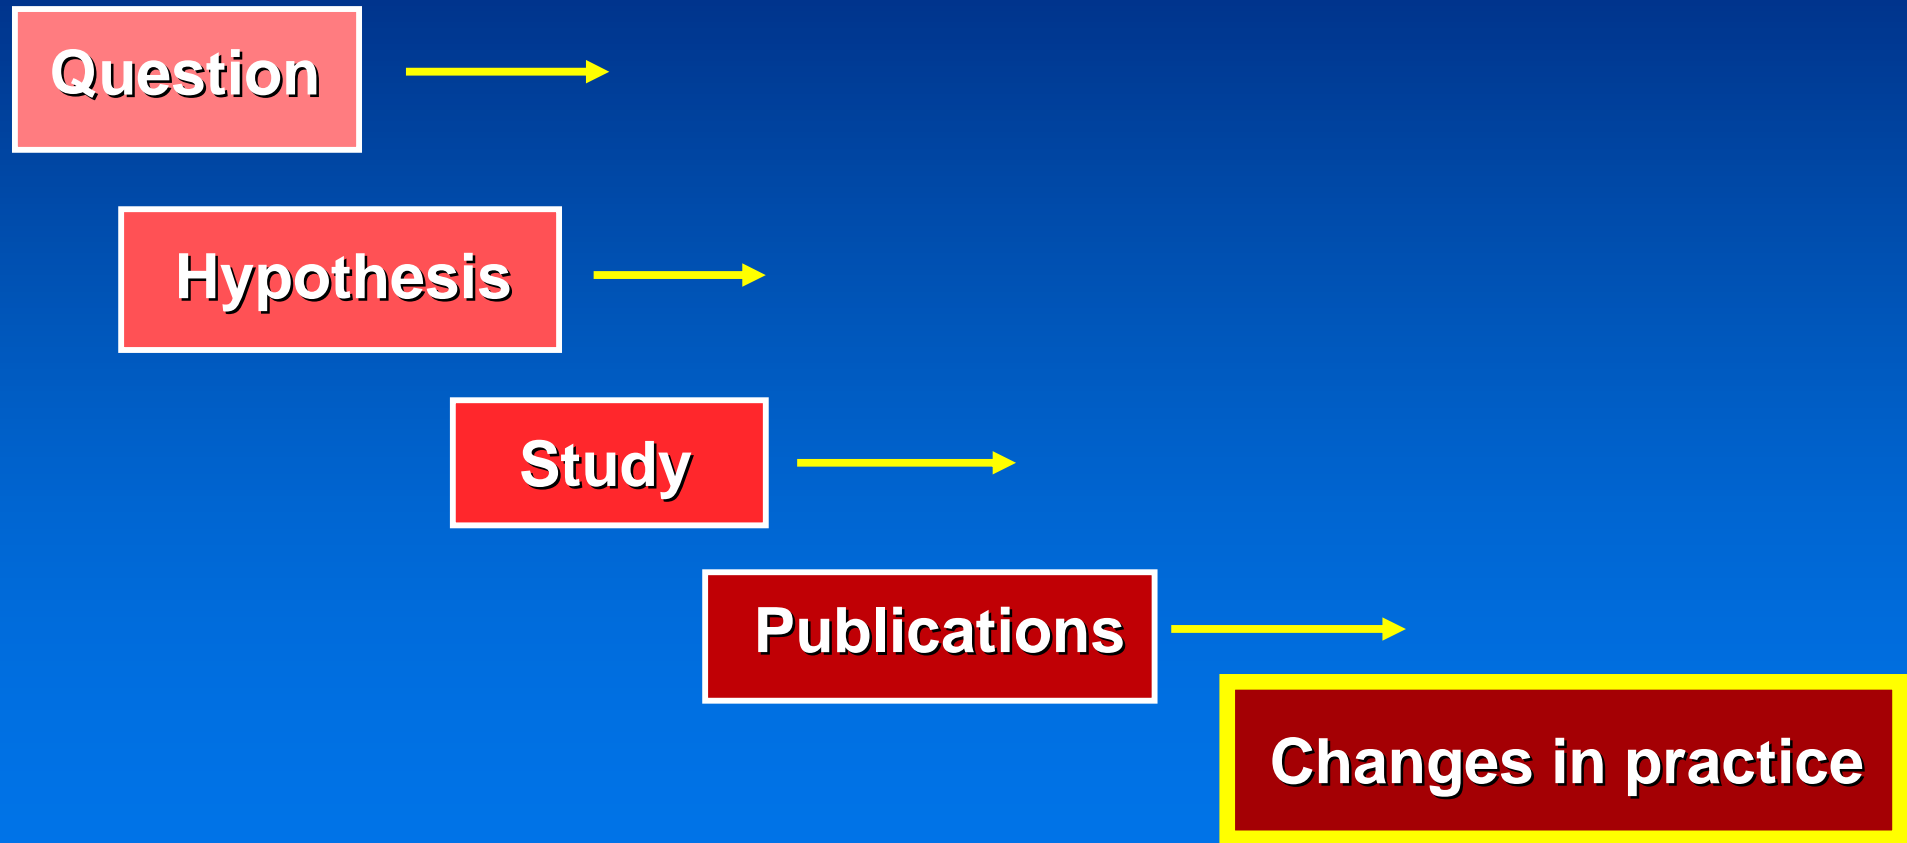 Question
Hypothesis
Study
Publications
Changes in practice